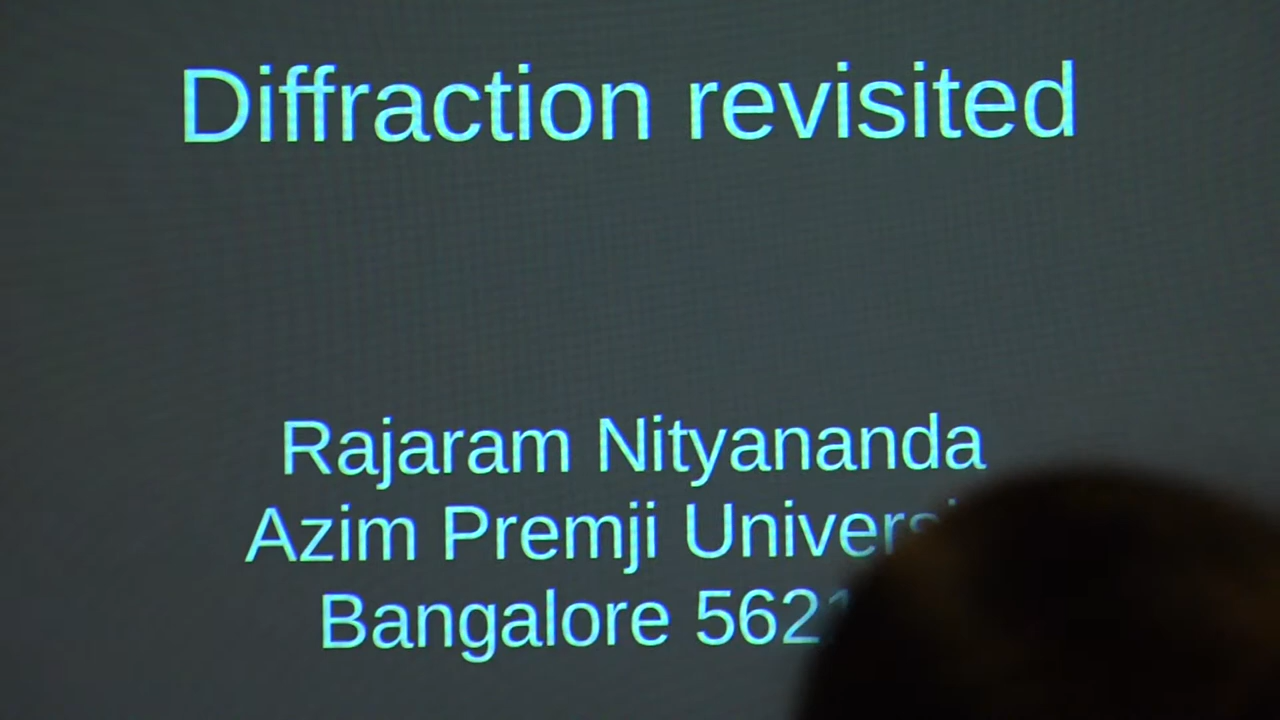 Diffraction revisited
Rajaram Nityananda
Azim Premji
Bangalore